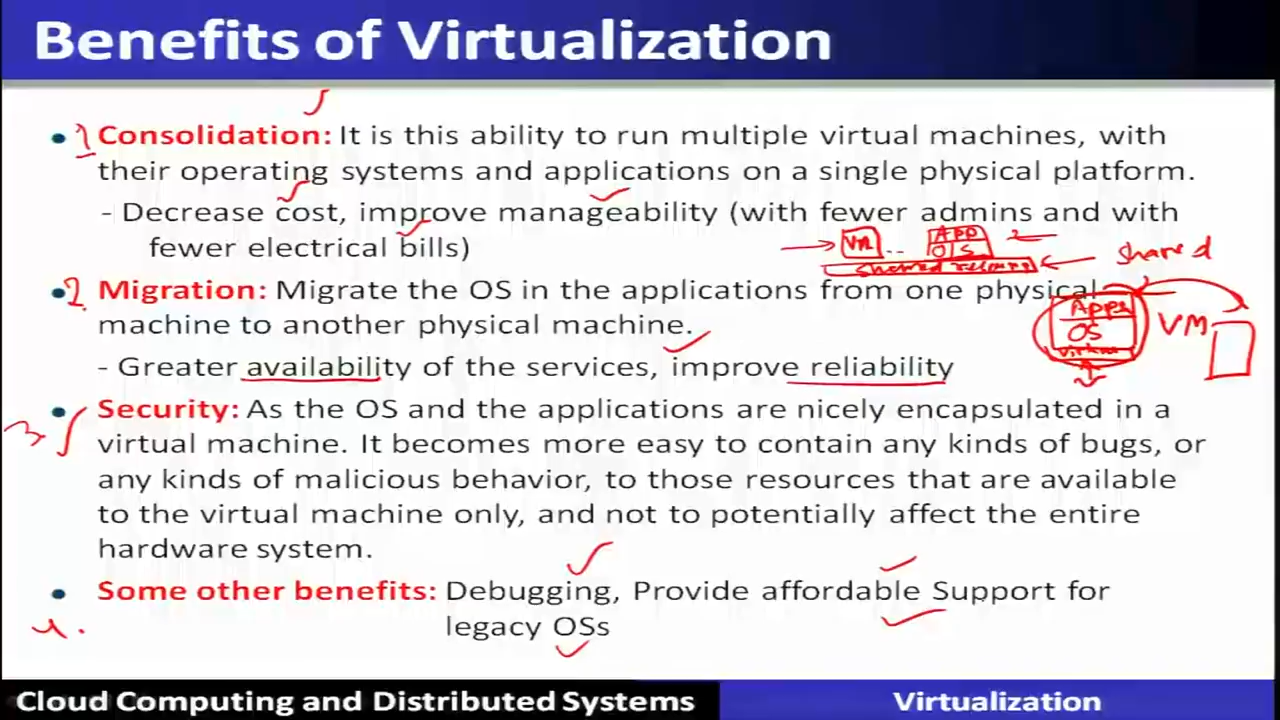 Benefits of Virtualization
1 Consolidation: It is this ability to run multiple virtual machines, with
their operating systems and applications on a single physical platform.
- Decrease cost, improve manageability (with fewer admins and with
fewer electrical bills)
VM .. App
OS
shared
2. Migration: Migrate the OS in the applications from one physical
machine to another physical machine.
Apps
OS
VM
- Greater availability of the services, improve reliability
3 Security: As the OS and the applications are nicely encapsulated in a
virtual machine. It becomes more easy to contain any kinds of bugs, or
any kinds of malicious behavior, to those resources that are available
to the virtual machine only, and not to potentially affect the entire
hardware system.
4. Some other benefits: Debugging, Provide affordable Support for
legacy OSs
Cloud Computing and Distributed Systems
Virtualization